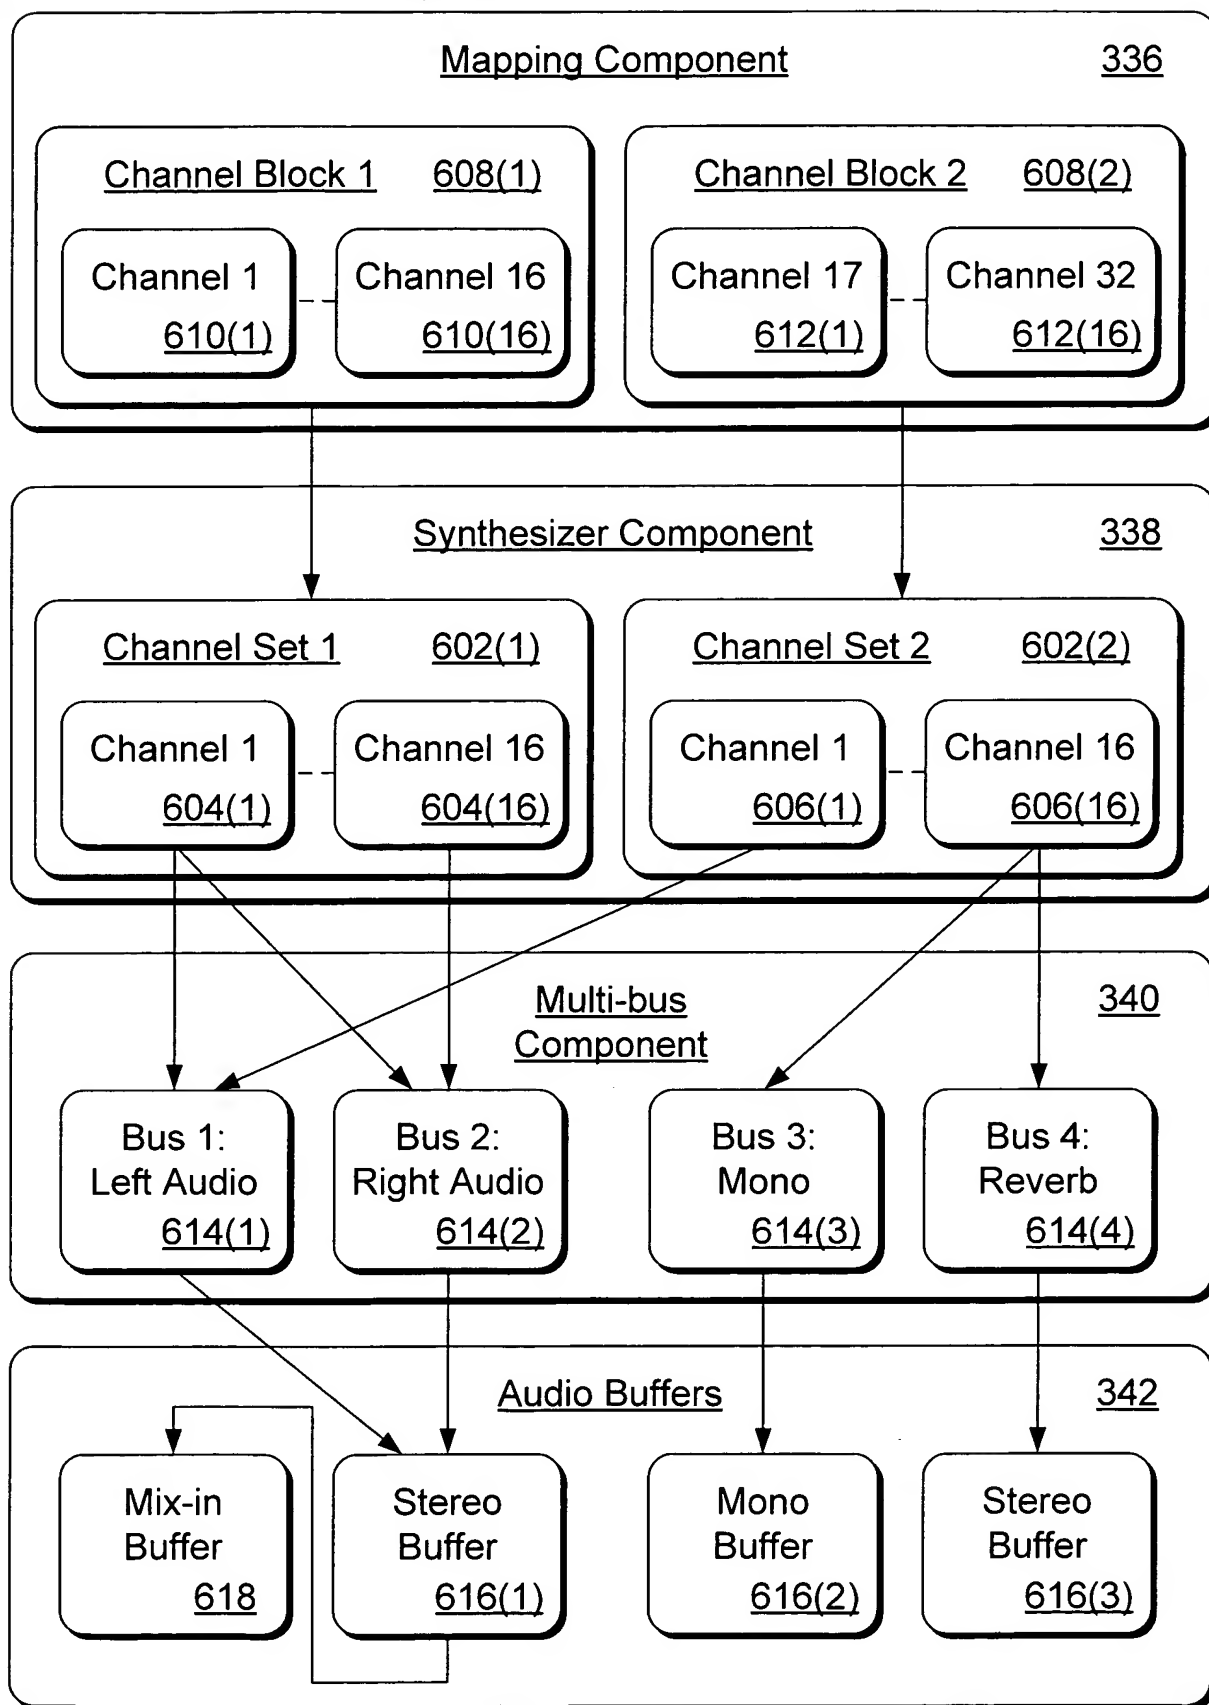 Mapping Component 336
Channel Block 1 608(1)
Channel Block 2 608(2)
Channel 1
610(1)
Channel 16
610(16)
Channel 17
612(1)
Channel 32
612(16)
Synthesizer Component 338
Channel Set 1 602(1)
Channel Set 2 602(2)
Channel 1
604(1)
Channel 16
604(16)
Channel 1
606(1)
Channel 16
606(16)
Multi-bus
Component
340
Bus 1:
Left Audio
614(1)
Bus 2:
Right Audio
614(2)
Bus 3:
Mono
614(3)
Bus 4:
Reverb
614(4)
Audio Buffers 342
Mix-in
Buffer
618
Stereo
Buffer
616(1)
Mono
Buffer
616(2)
Stereo
Buffer
616(3)